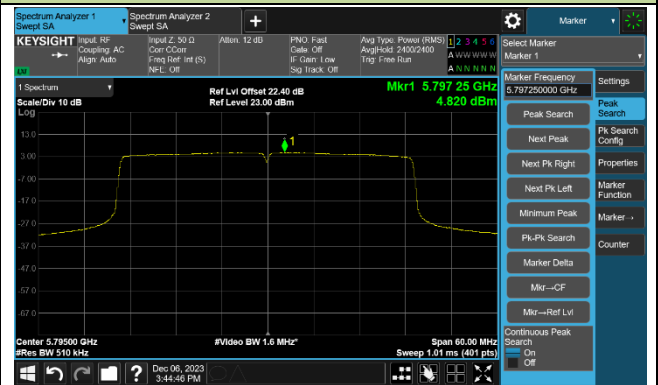 Spectrum Analyzer 1
Swept SA
Spectrum Analyzer 2
Swept SA
Marker
KEYSIGHT
Input: RF
Coupling: AC
Align: Auto
Input Z: 50 Ω
Corr CCorr
Freq Ref: Int (S)
NFE: Off
Atten: 12 dB
PNO: Fast
Gate: Off
IF Gain: Low
Sig Track: Off
Avg Type: Power (RMS)
Avg|Hold: 2400/2400
Trig: Free Run
1 2 3 4 5 6
A W W W W W
A N N N N N
Select Marker
Marker 1
1 Spectrum
Scale/Div 10 dB
Log
Ref Lvl Offset 22.40 dB
Ref Level 23.00 dBm
Mkr1 5.797 25 GHz
4.820 dBm
Marker Frequency
5.797250000 GHz
Settings
Peak Search
Peak
Search
Next Peak
Pk Search
Config
Next Pk Right
Properties
Next Pk Left
Marker
Function
Minimum Peak
Marker→
Pk-Pk Search
Counter
Marker Delta
Mkr→CF
Mkr→Ref Lvl
Continuous Peak
Search
On
Off
1
13.0
3.00
-7.00
-17.0
-27.0
-37.0
-47.0
-57.0
-67.0
Center 5.79500 GHz
#Res BW 510 kHz
#Video BW 1.6 MHz*
Span 60.00 MHz
Sweep 1.01 ms (401 pts)
?
Dec 06, 2023
3:44:46 PM